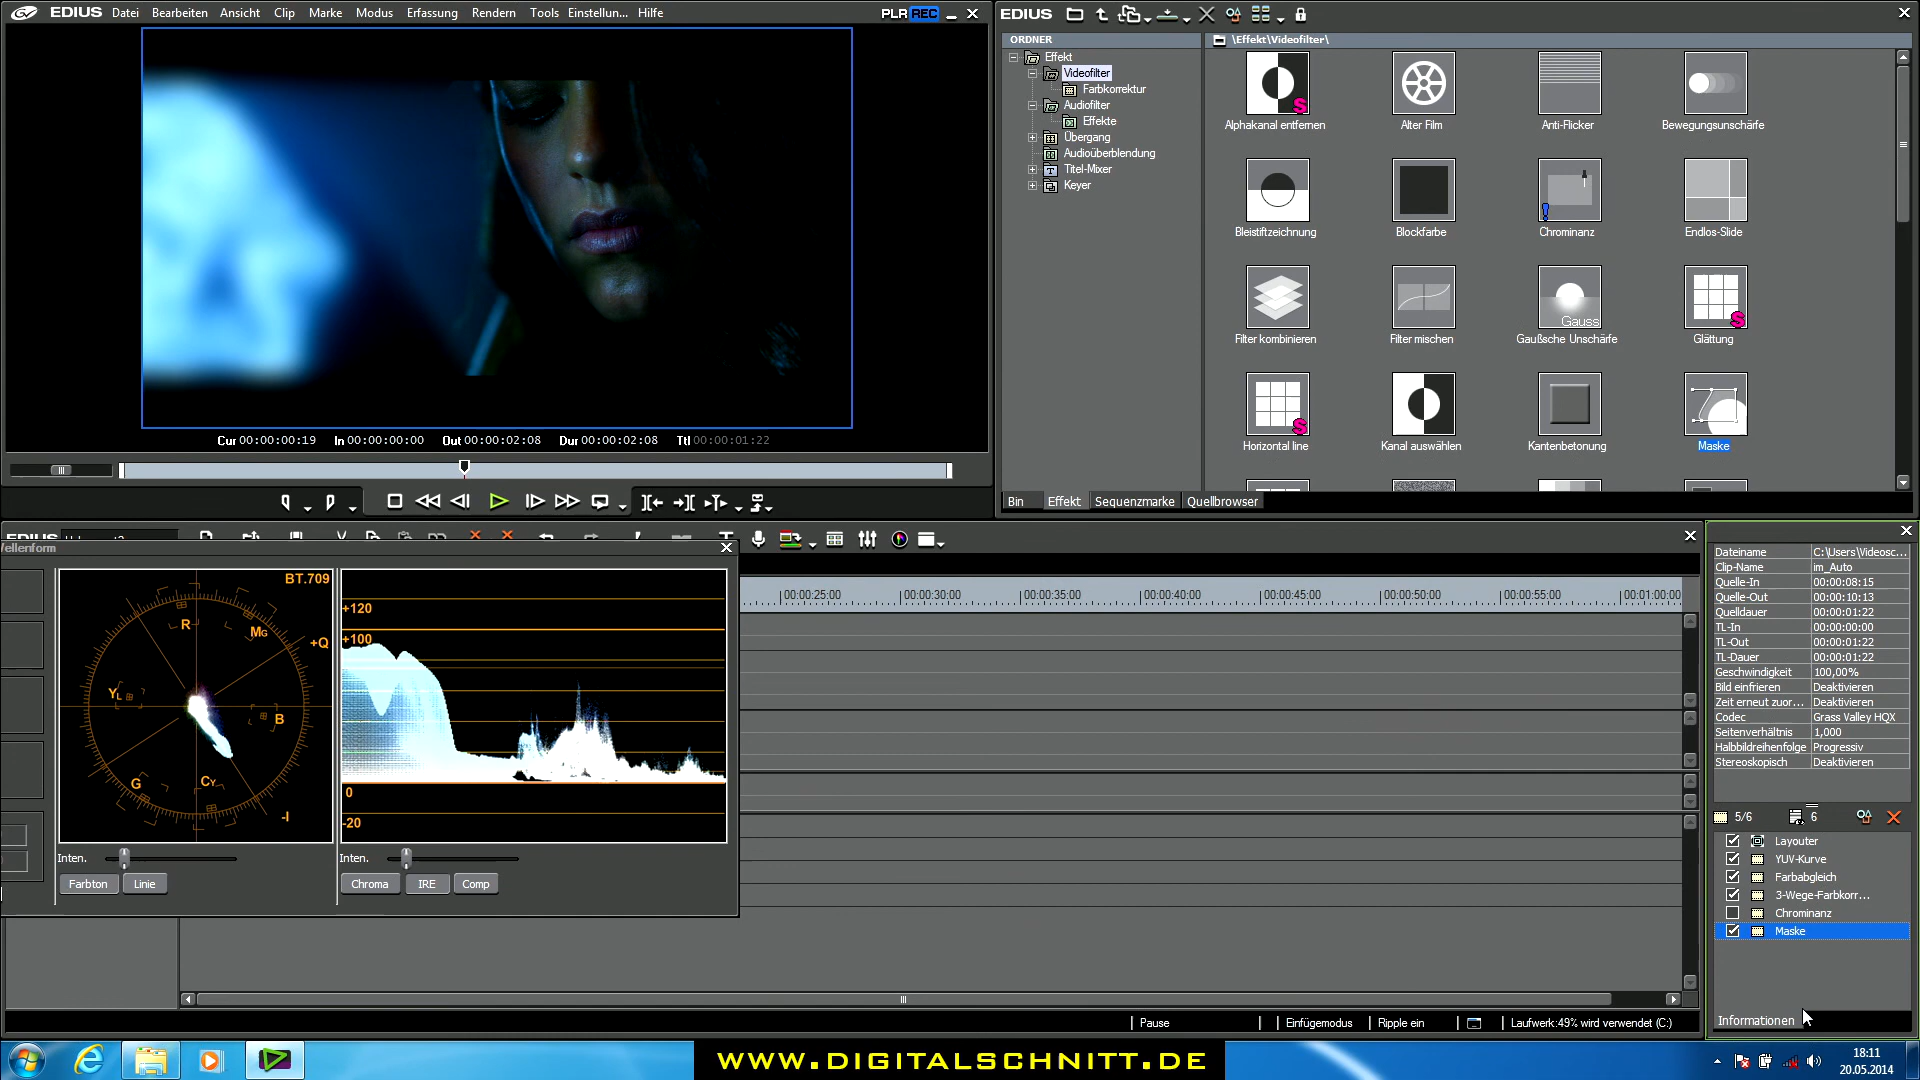 EDIUS Datei Bearbeiten Ansicht Clip Marke Modus Erfassung Rendern Tools Einstellun... Hilfe PLR REC
Cur 00:00:00:19 In 00:00:00:00 Out 00:00:02:08 Dur 00:00:02:08 Ttl 00:00:01:22
EDIUS
ORDNER
\Effekt\Videofilter\
Effekt
Videofilter
Farbkorrektur
Audiofilter
Effekte
Übergang
Audioüberblendung
Titel-Mixer
Keyer
Alphakanal entfernen Alter Film Anti-Flicker Bewegungsunschärfe
Bleistiftzeichnung Blockfarbe Chrominanz Endlos-Slide
Gauss
Filter kombinieren Filter mischen Gaußsche Unschärfe Glättung
Horizontal line Kanal auswählen Kantenbetonung Maske
Bin Effekt Sequenzmarke Quellbrowser
EDIUS
ellenform
BT.709
R MG +Q YL B G CY -I
+120
+100
0
-20
Inten. Inten.
Farbton Linie Chroma IRE Comp
00:00:25:00 00:00:30:00 00:00:35:00 00:00:40:00 00:00:45:00 00:00:50:00 00:00:55:00 00:01:00:00
Dateiname C:\Users\Videosc...
Clip-Name im_Auto
Quelle-In 00:00:08:15
Quelle-Out 00:00:10:13
Quelldauer 00:00:01:22
TL-In 00:00:00:00
TL-Out 00:00:01:22
TL-Dauer 00:00:01:22
Geschwindigkeit 100,00%
Bild einfrieren Deaktivieren
Zeit erneut zuor... Deaktivieren
Codec Grass Valley HQX
Seitenverhältnis 1,000
Halbbildreihenfolge Progressiv
Stereoskopisch Deaktivieren
5/6 6
Layouter
YUV-Kurve
Farbabgleich
3-Wege-Farbkorr...
Chrominanz
Maske
Informationen
Pause Einfügemodus Ripple ein Laufwerk:49% wird verwendet (C:)
WWW.DIGITALSCHNITT.DE
18:11
20.05.2014